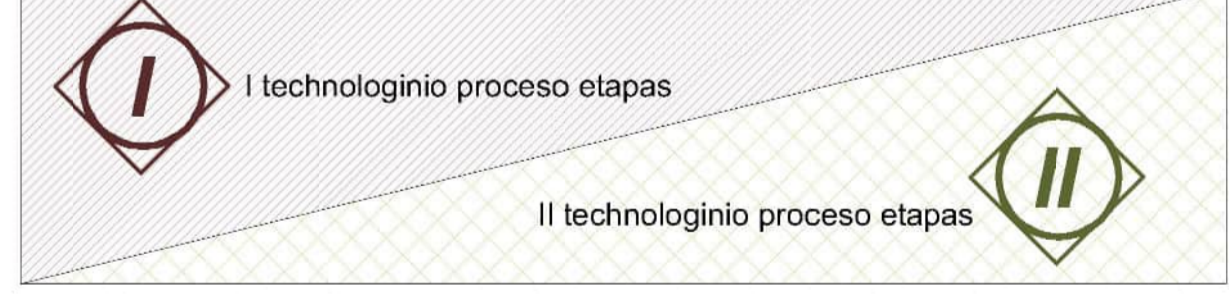 I
I technologinio proceso etapas
II
II technologinio proceso etapas